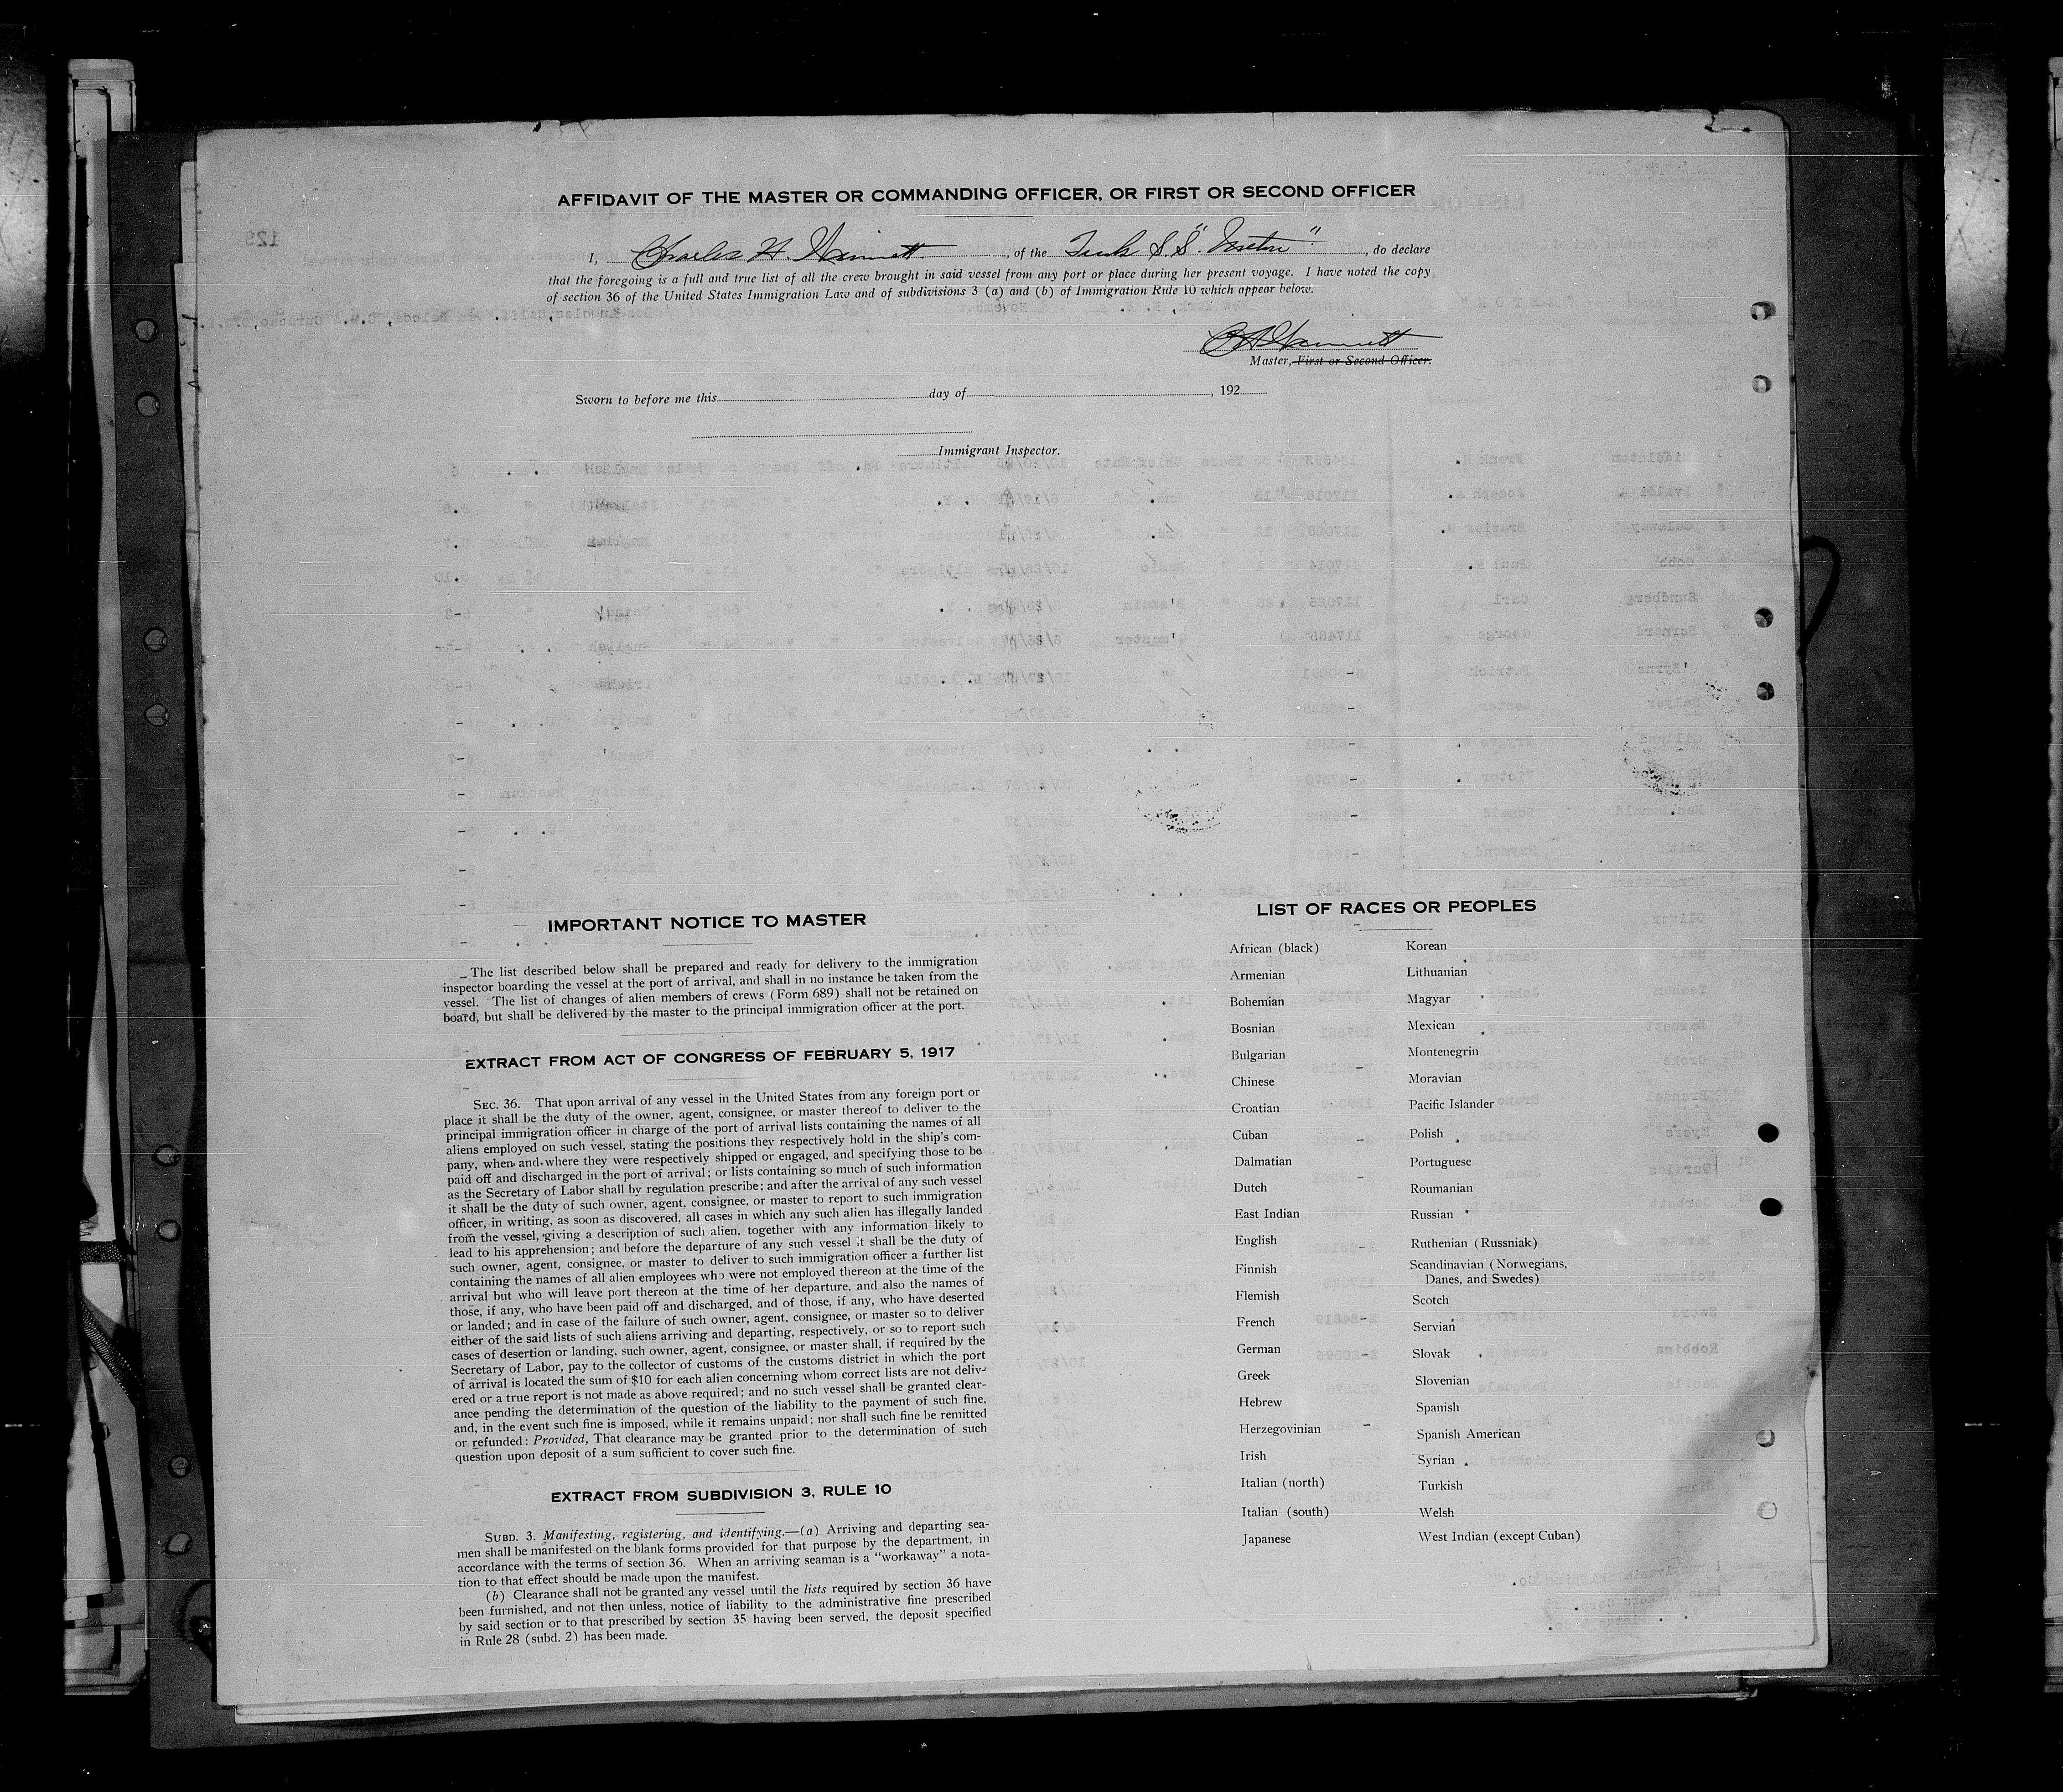 AFFIDAVIT OF THE MASTER OR COMMANDING OFFICER, OR FIRST OR SECOND OFFICER
I, Charles H. , of the S.S. " ", do declare
that the foregoing is a full and true list of all the crew brought in said vessel from any port or place during her present voyage. I have noted the copy
of section 36 of the United States Immigration Law and of subdivisions 3 (a) and (b) of Immigration Rule 10 which appear below.
Master, First or Second Officer.
Sworn to before me this day of , 192
Immigrant Inspector.
IMPORTANT NOTICE TO MASTER
The list described below shall be prepared and ready for delivery to the immigration
inspector boarding the vessel at the port of arrival, and shall in no instance be taken from the
vessel. The list of changes of alien members of crews (Form 689) shall not be retained on
board, but shall be delivered by the master to the principal immigration officer at the port.
EXTRACT FROM ACT OF CONGRESS OF FEBRUARY 5, 1917
SEC. 36. That upon arrival of any vessel in the United States from any foreign port or
place it shall be the duty of the owner, agent, consignee, or master thereof to deliver to the
principal immigration officer in charge of the port of arrival lists containing the names of all
aliens employed on such vessel, stating the positions they respectively hold in the ship's com-
pany, when and where they were respectively shipped or engaged, and specifying those to be
paid off and discharged in the port of arrival; or lists containing so much of such information
as the Secretary of Labor shall by regulation prescribe; and after the arrival of any such vessel
it shall be the duty of such owner, agent, consignee, or master to report to such immigration
officer, in writing, as soon as discovered, all cases in which any such alien has illegally landed
from the vessel, giving a description of such alien, together with any information likely to
lead to his apprehension; and before the departure of any such vessel it shall be the duty of
such owner, agent, consignee, or master to deliver to such immigration officer a further list
containing the names of all alien employees who were not employed thereon at the time of the
arrival but who will leave port thereon at the time of her departure, and also the names of
those, if any, who have been paid off and discharged, and of those, if any, who have deserted
or landed; and in case of the failure of such owner, agent, consignee, or master so to deliver
either of the said lists of such aliens arriving and departing, respectively, or so to report such
cases of desertion or landing, such owner, agent, consignee, or master shall, if required by the
Secretary of Labor, pay to the collector of customs of the customs district in which the port
of arrival is located the sum of $10 for each alien concerning whom correct lists are not deliv-
ered or a true report is not made as above required; and no such vessel shall be granted clear-
ance pending the determination of the question of the liability to the payment of such fine,
and, in the event such fine is imposed, while it remains unpaid; nor shall such fine be remitted
or refunded: Provided, That clearance may be granted prior to the determination of such
question upon deposit of a sum sufficient to cover such fine.
EXTRACT FROM SUBDIVISION 3, RULE 10
SUBD. 3. Manifesting, registering, and identifying.—(a) Arriving and departing sea-
men shall be manifested on the blank forms provided for that purpose by the department, in
accordance with the terms of section 36. When an arriving seaman is a "workaway" a nota-
tion to that effect should be made upon the manifest.
(b) Clearance shall not be granted any vessel until the lists required by section 36 have
been furnished, and not then unless, notice of liability to the administrative fine prescribed
by said section or to that prescribed by section 35 having been served, the deposit specified
in Rule 28 (subd. 2) has been made.
LIST OF RACES OR PEOPLES
African (black)
Armenian
Bohemian
Bosnian
Bulgarian
Chinese
Croatian
Cuban
Dalmatian
Dutch
East Indian
English
Finnish
Flemish
French
German
Greek
Hebrew
Herzegovinian
Irish
Italian (north)
Italian (south)
Japanese
Korean
Lithuanian
Magyar
Mexican
Montenegrin
Moravian
Pacific Islander
Polish
Portuguese
Roumanian
Russian
Ruthenian (Russniak)
Scandinavian (Norwegians,
Danes, and Swedes)
Scotch
Servian
Slovak
Slovenian
Spanish
Spanish American
Syrian
Turkish
Welsh
West Indian (except Cuban)